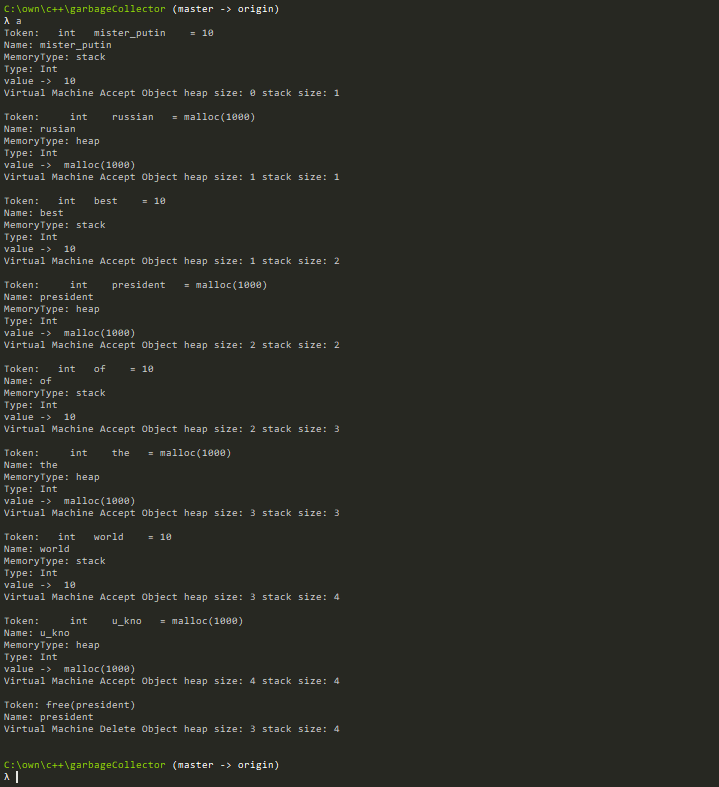 C:\own\c++\garbageCollector (master -> origin)
λ a
Token:   int   mister_putin    = 10
Name: mister_putin
MemoryType: stack
Type: Int
value ->  10
Virtual Machine Accept Object heap size: 0 stack size: 1

Token:     int    russian   = malloc(1000)
Name: rusian
MemoryType: heap
Type: Int
value ->  malloc(1000)
Virtual Machine Accept Object heap size: 1 stack size: 1

Token:   int   best    = 10
Name: best
MemoryType: stack
Type: Int
value ->  10
Virtual Machine Accept Object heap size: 1 stack size: 2

Token:     int    president   = malloc(1000)
Name: president
MemoryType: heap
Type: Int
value ->  malloc(1000)
Virtual Machine Accept Object heap size: 2 stack size: 2

Token:   int   of    = 10
Name: of
MemoryType: stack
Type: Int
value ->  10
Virtual Machine Accept Object heap size: 2 stack size: 3

Token:     int    the   = malloc(1000)
Name: the
MemoryType: heap
Type: Int
value ->  malloc(1000)
Virtual Machine Accept Object heap size: 3 stack size: 3

Token:   int   world    = 10
Name: world
MemoryType: stack
Type: Int
value ->  10
Virtual Machine Accept Object heap size: 3 stack size: 4

Token:     int    u_kno   = malloc(1000)
Name: u_kno
MemoryType: heap
Type: Int
value ->  malloc(1000)
Virtual Machine Accept Object heap size: 4 stack size: 4

Token: free(president)
Name: president
Virtual Machine Delete Object heap size: 3 stack size: 4

C:\own\c++\garbageCollector (master -> origin)
λ